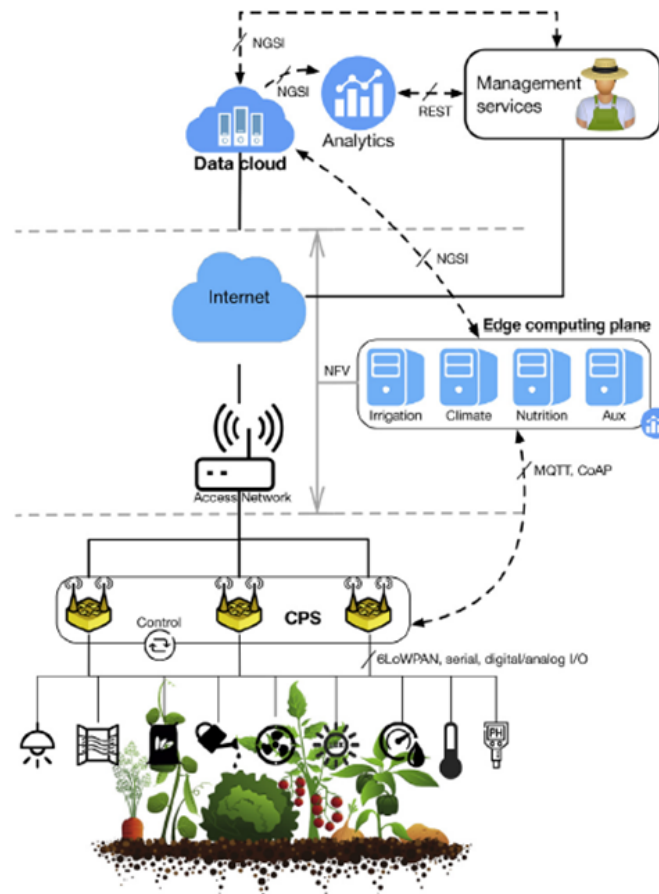 NGSI
NGSI
REST
Management
services
Analytics
Data cloud
NGSI
Internet
Edge computing plane
NFV
Irrigation
Climate
Nutrition
Aux
Access Network
MQTT, CoAP
CPS
Control
6LoWPAN, serial, digital/analog I/O
PH